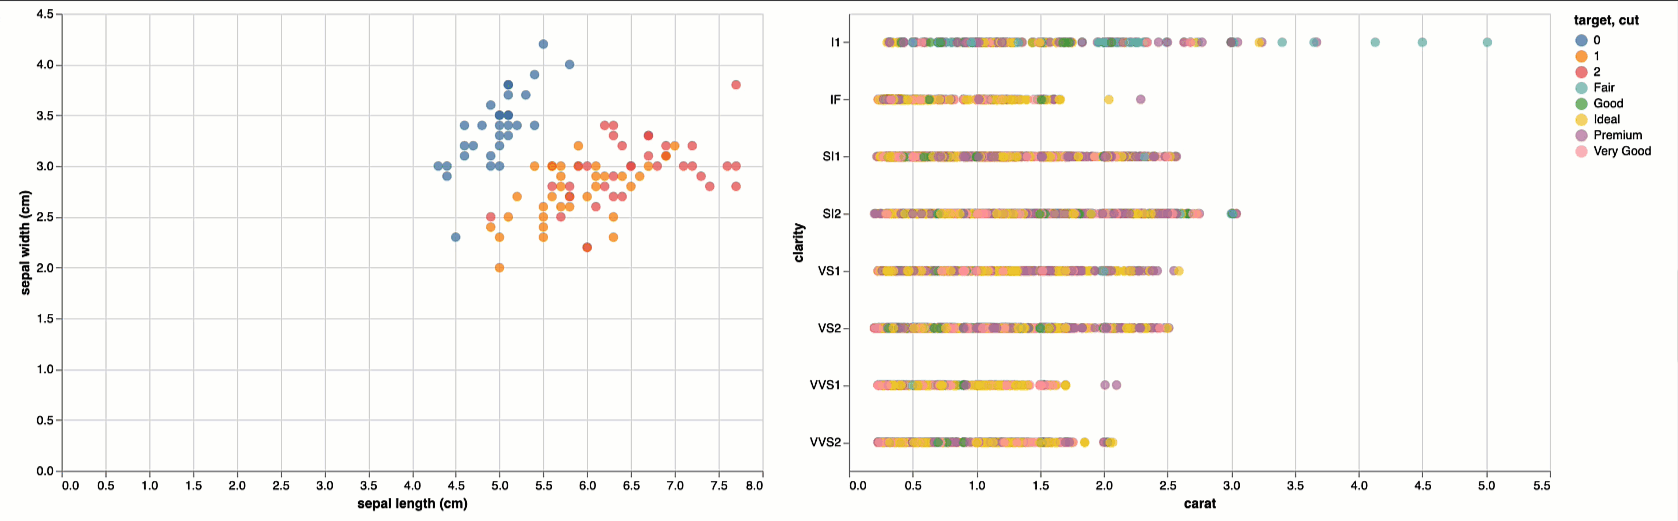 4.5
4.0
3.5
3.0
2.5
2.0
1.5
1.0
0.5
0.0
sepal width (cm)
0.0 0.5 1.0 1.5 2.0 2.5 3.0 3.5 4.0 4.5 5.0 5.5 6.0 6.5 7.0 7.5 8.0
sepal length (cm)
I1
IF
SI1
SI2
VS1
VS2
VVS1
VVS2
clarity
0.0 0.5 1.0 1.5 2.0 2.5 3.0 3.5 4.0 4.5 5.0 5.5
carat
target, cut
0
1
2
Fair
Good
Ideal
Premium
Very Good